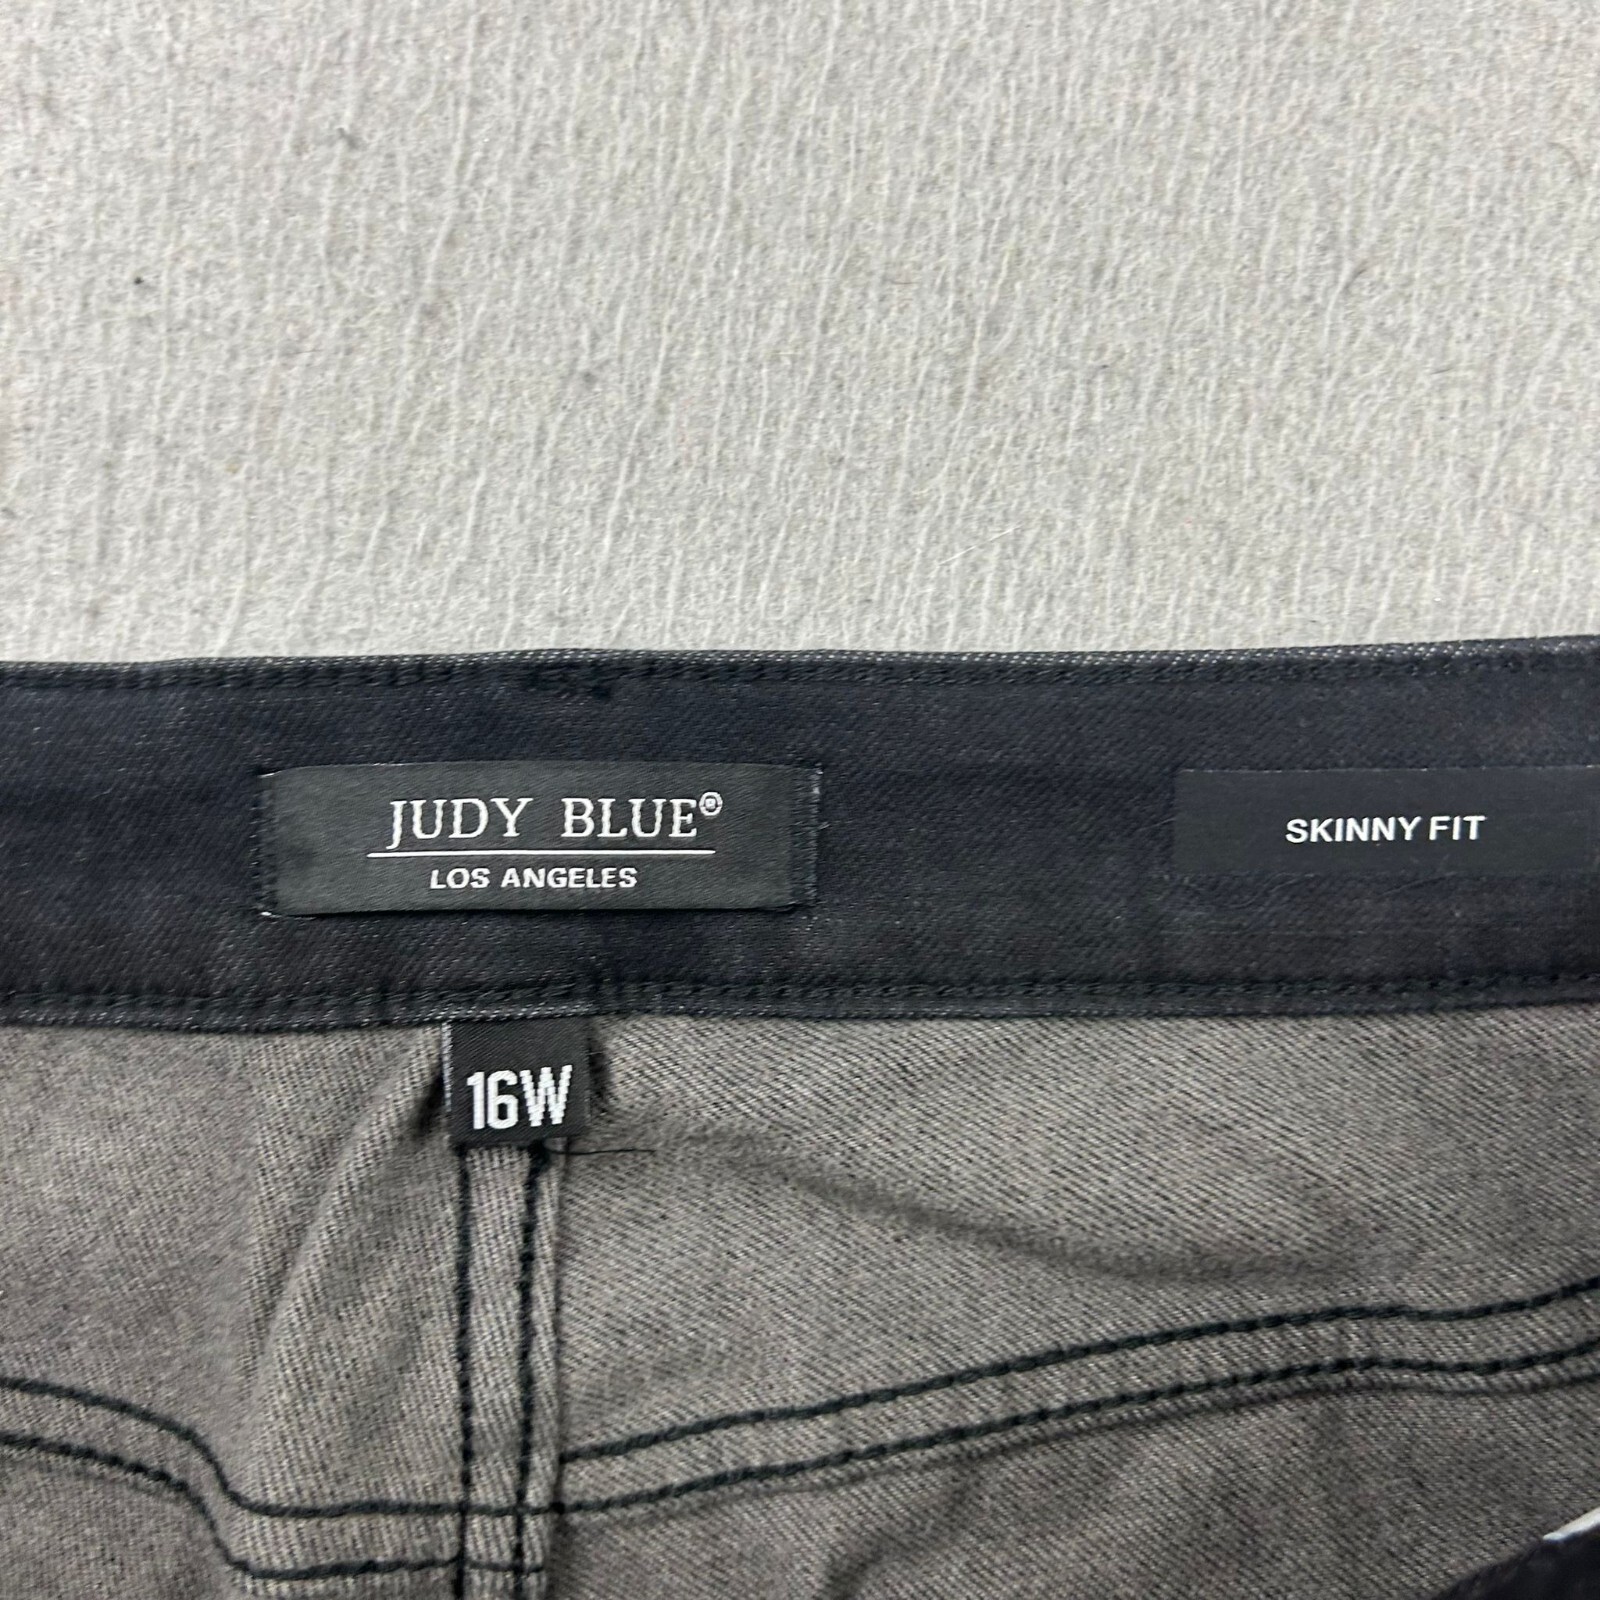 JUDY BLUE®
LOS ANGELES
SKINNY FIT
16W